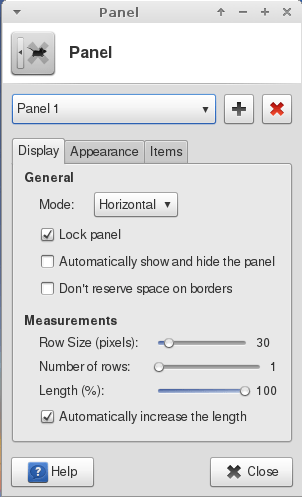 Panel
Panel
Panel 1
Display Appearance Items
General
Mode: Horizontal
Lock panel
Automatically show and hide the panel
Don't reserve space on borders
Measurements
Row Size (pixels): 30
Number of rows: 1
Length (%): 100
Automatically increase the length
Help Close